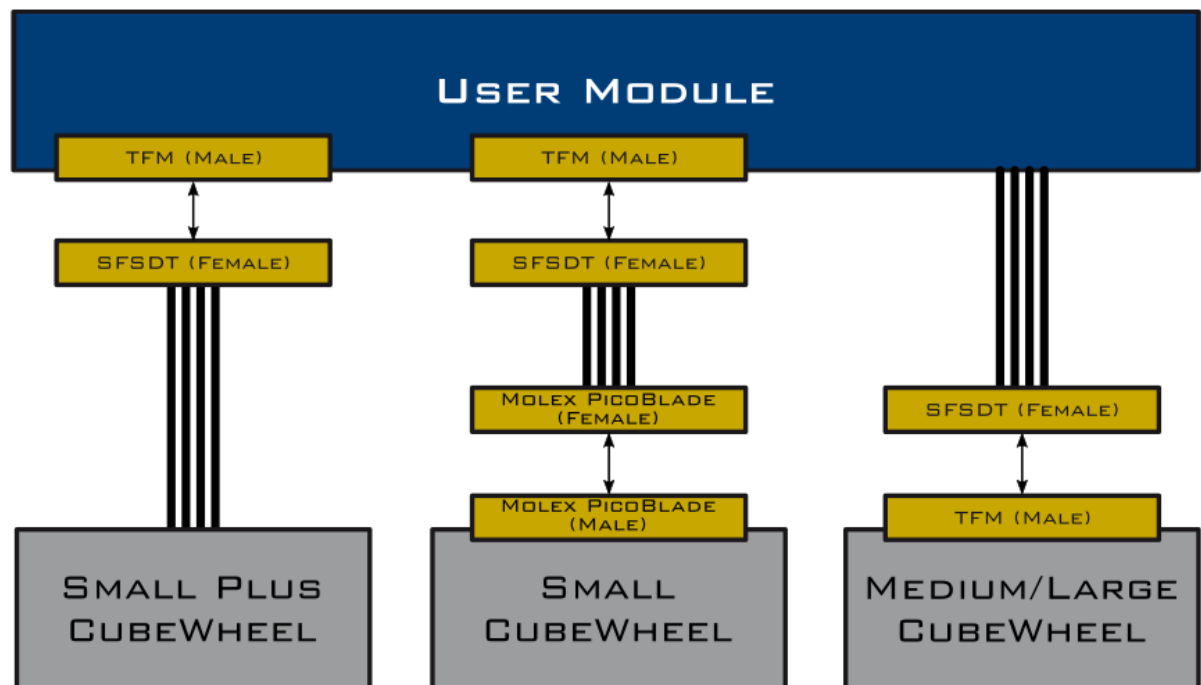 User Module
TFM (Male)
TFM (Male)
SFSDT (Female)
SFSDT (Female)
Molex PicoBlade
(Female)
SFSDT (Female)
Molex PicoBlade
(Male)
TFM (Male)
Small Plus
CubeWheel
Small
CubeWheel
Medium/Large
CubeWheel